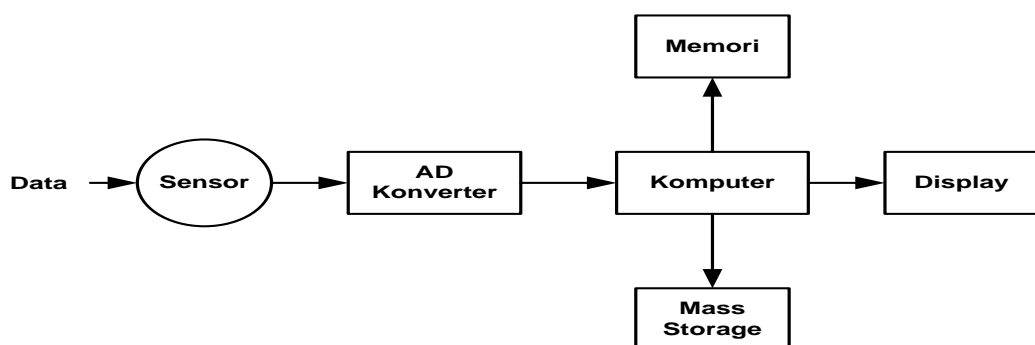 Memori
Data
Sensor
AD
Konverter
Komputer
Display
Mass
Storage